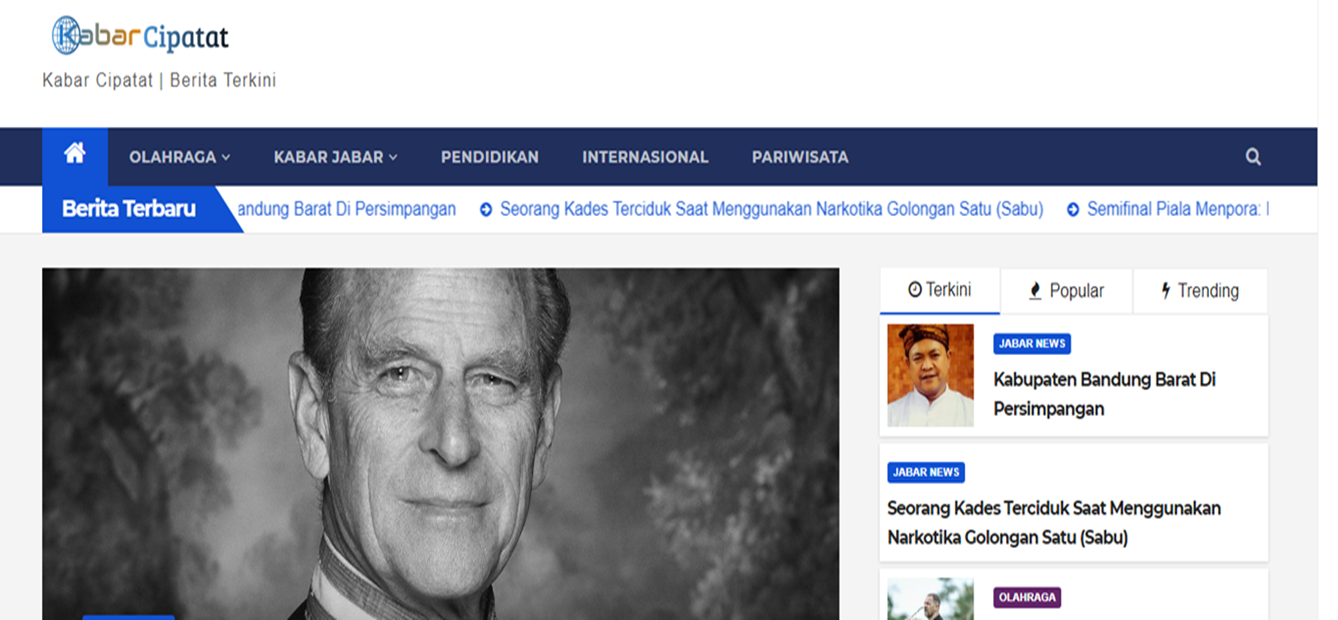 Kabar Cipatat
Kabar Cipatat | Berita Terkini
OLAHRAGA
KABAR JABAR
PENDIDIKAN
INTERNASIONAL
PARIWISATA
Berita Terbaru
andung Barat Di Persimpangan
Seorang Kades Terciduk Saat Menggunakan Narkotika Golongan Satu (Sabu)
Semifinal Piala Menpora:
Terkini
Popular
Trending
JABAR NEWS
Kabupaten Bandung Barat Di
Persimpangan
JABAR NEWS
Seorang Kades Terciduk Saat Menggunakan
Narkotika Golongan Satu (Sabu)
OLAHRAGA